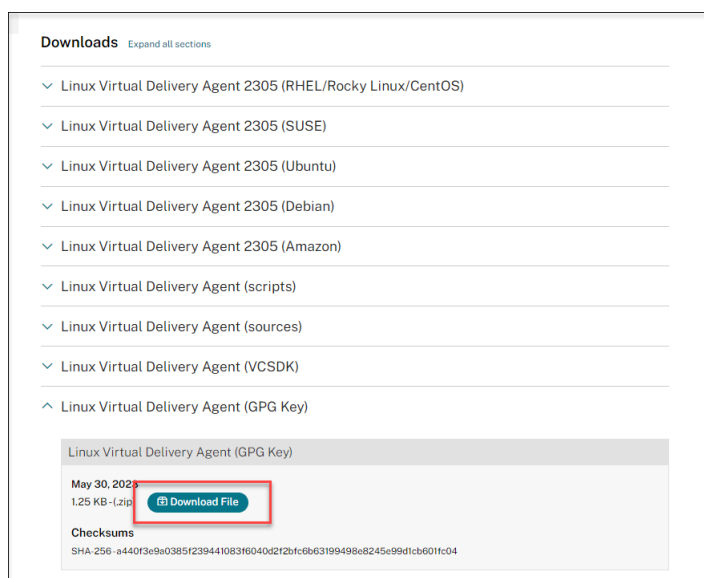 Downloads Expand all sections
Linux Virtual Delivery Agent 2305 (RHEL/Rocky Linux/CentOS)
Linux Virtual Delivery Agent 2305 (SUSE)
Linux Virtual Delivery Agent 2305 (Ubuntu)
Linux Virtual Delivery Agent 2305 (Debian)
Linux Virtual Delivery Agent 2305 (Amazon)
Linux Virtual Delivery Agent (scripts)
Linux Virtual Delivery Agent (sources)
Linux Virtual Delivery Agent (VCSDK)
Linux Virtual Delivery Agent (GPG Key)
Linux Virtual Delivery Agent (GPG Key)
May 30, 2023
1.25 KB - (.zip) Download File
Checksums
SHA-256 - a440f3e9a0385f239441083f6040d2f2bfc6b63199498e8245e99d1cb601fc04